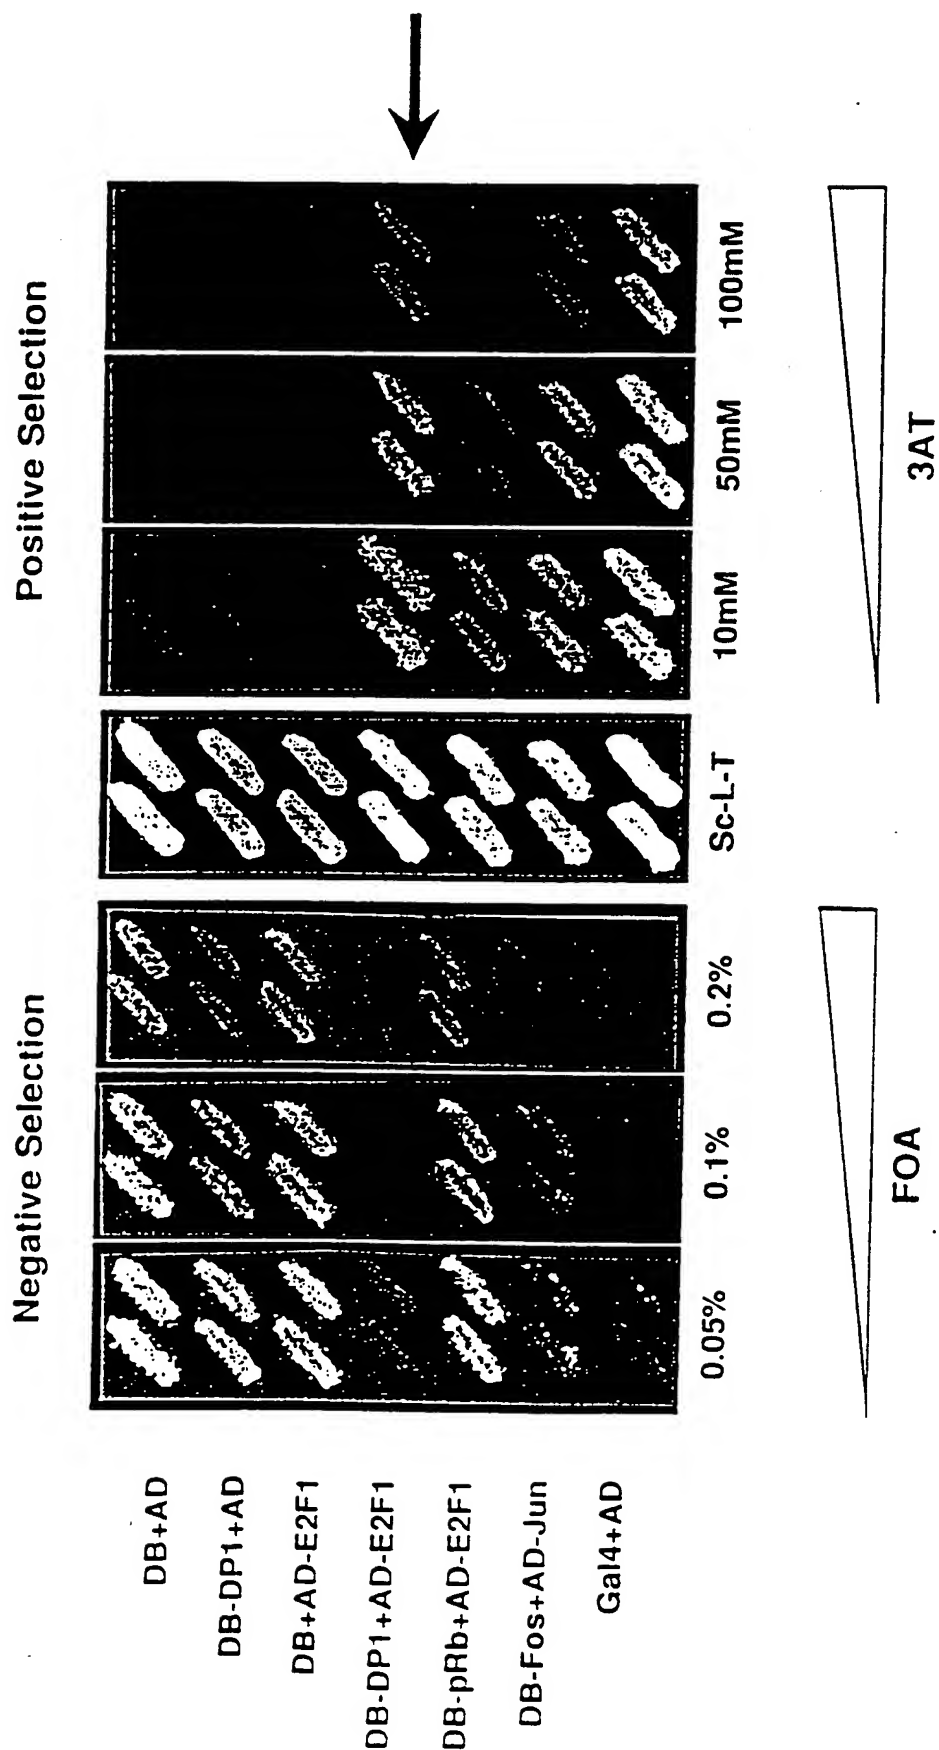 Negative Selection
Positive Selection
DB+AD
DB-DP1+AD
DB+AD-E2F1
DB-DP1+AD-E2F1
DB-pRb+AD-E2F1
DB-Fos+AD-Jun
Gal4+AD
0.05%
0.1%
0.2%
Sc-L-T
10mM
50mM
100mM
FOA
3AT